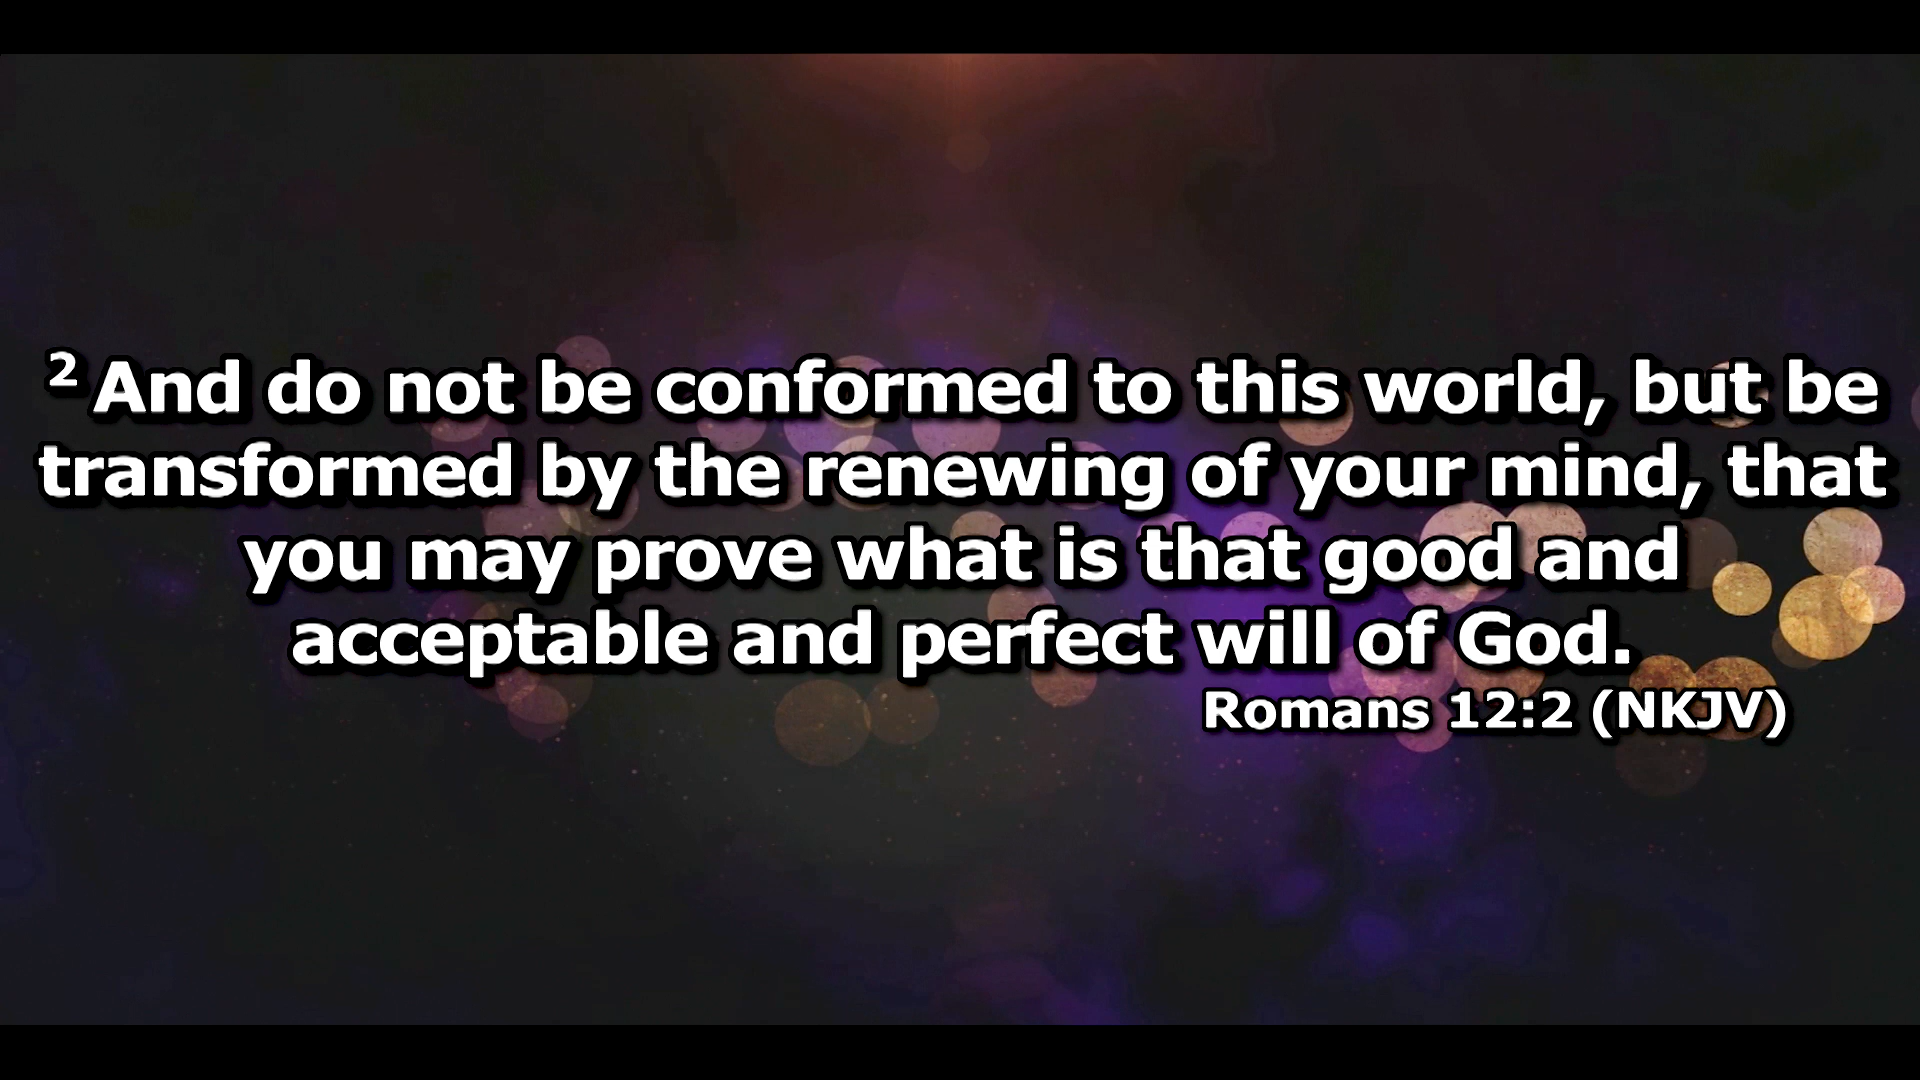 2 And do not be conformed to this world, but be
transformed by the renewing of your mind, that
you may prove what is that good and
acceptable and perfect will of God.
Romans 12:2 (NKJV)